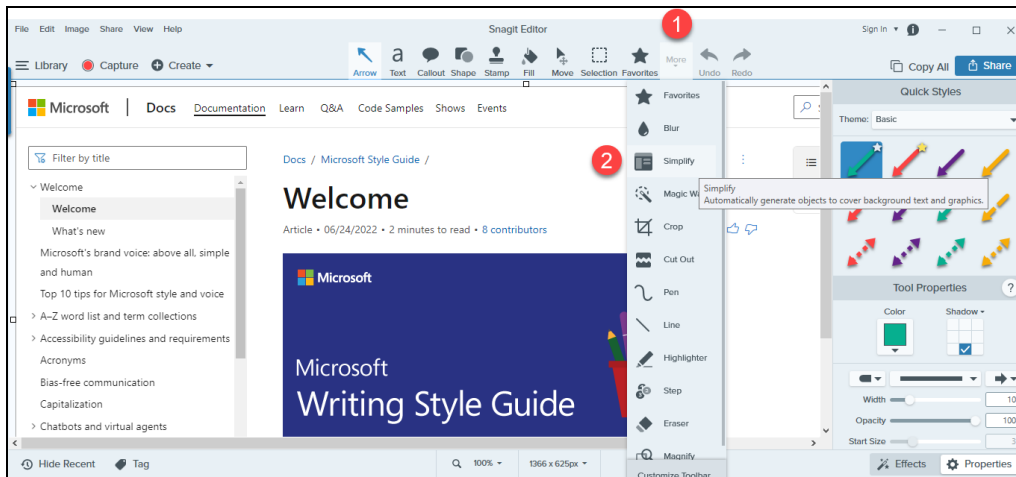 1
File Edit Image Share View Help
Snagit Editor
Sign In
Library Capture Create
Arrow Text Callout Shape Stamp Fill Move Selection Favorites More Undo Redo
Copy All Share
Microsoft Docs Documentation Learn Q&A Code Samples Shows Events
Filter by title
Welcome
Welcome
What's new
Microsoft's brand voice: above all, simple
and human
Top 10 tips for Microsoft style and voice
A–Z word list and term collections
Accessibility guidelines and requirements
Acronyms
Bias-free communication
Capitalization
Chatbots and virtual agents
Docs / Microsoft Style Guide /
Welcome
Article • 06/24/2022 • 2 minutes to read • 8 contributors
Microsoft
Microsoft
Writing Style Guide
Favorites
Blur
2
Simplify
Magic
Crop
Cut Out
Pen
Line
Highlighter
Step
Eraser
Magnify
Customize Toolbar
Simplify
Automatically generate objects to cover background text and graphics.
Quick Styles
Theme: Basic
Tool Properties
?
Color Shadow
Width 10
Opacity 100
Start Size 3
Hide Recent Tag
100% 1366 x 625px
Effects Properties